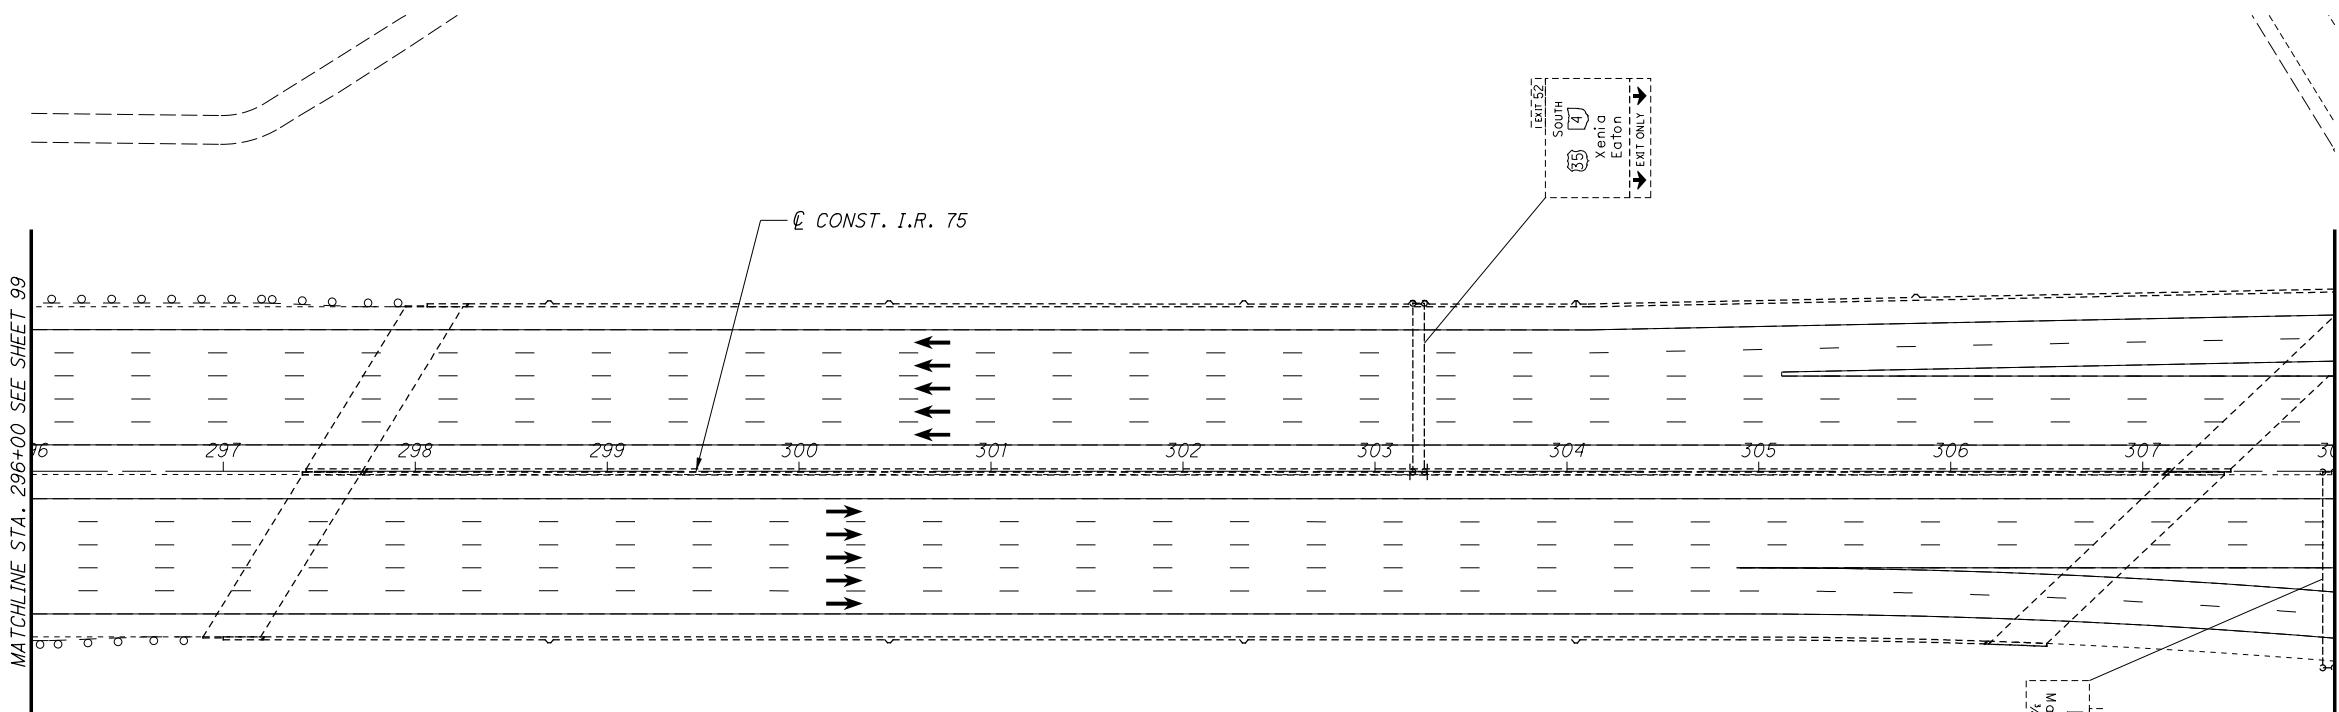 EXIT 52
SOUTH
35 4
Xenia
Eaton
EXIT ONLY
℄ CONST. I.R. 75
MATCHLINE STA. 296+00 SEE SHEET 99
297 298 299 300 301 302 303 304 305 306 307